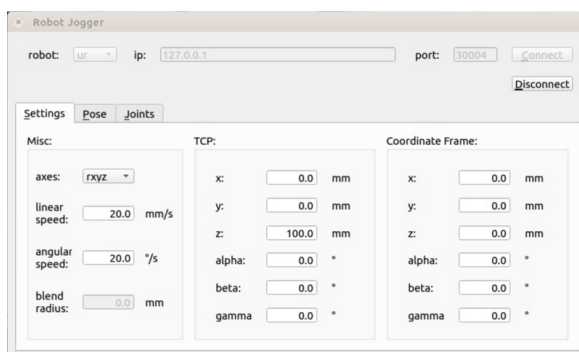 Robot Jogger
robot: ur ip: 127.0.0.1 port: 30004 Connect
Disconnect
Settings Pose Joints
Misc: TCP: Coordinate Frame:
axes: rxyz x: 0.0 mm x: 0.0 mm
linear speed: 20.0 mm/s y: 0.0 mm y: 0.0 mm
z: 100.0 mm z: 0.0 mm
angular speed: 20.0 °/s alpha: 0.0 ° alpha: 0.0 °
beta: 0.0 ° beta: 0.0 °
blend radius: 0.0 mm gamma 0.0 ° gamma 0.0 °